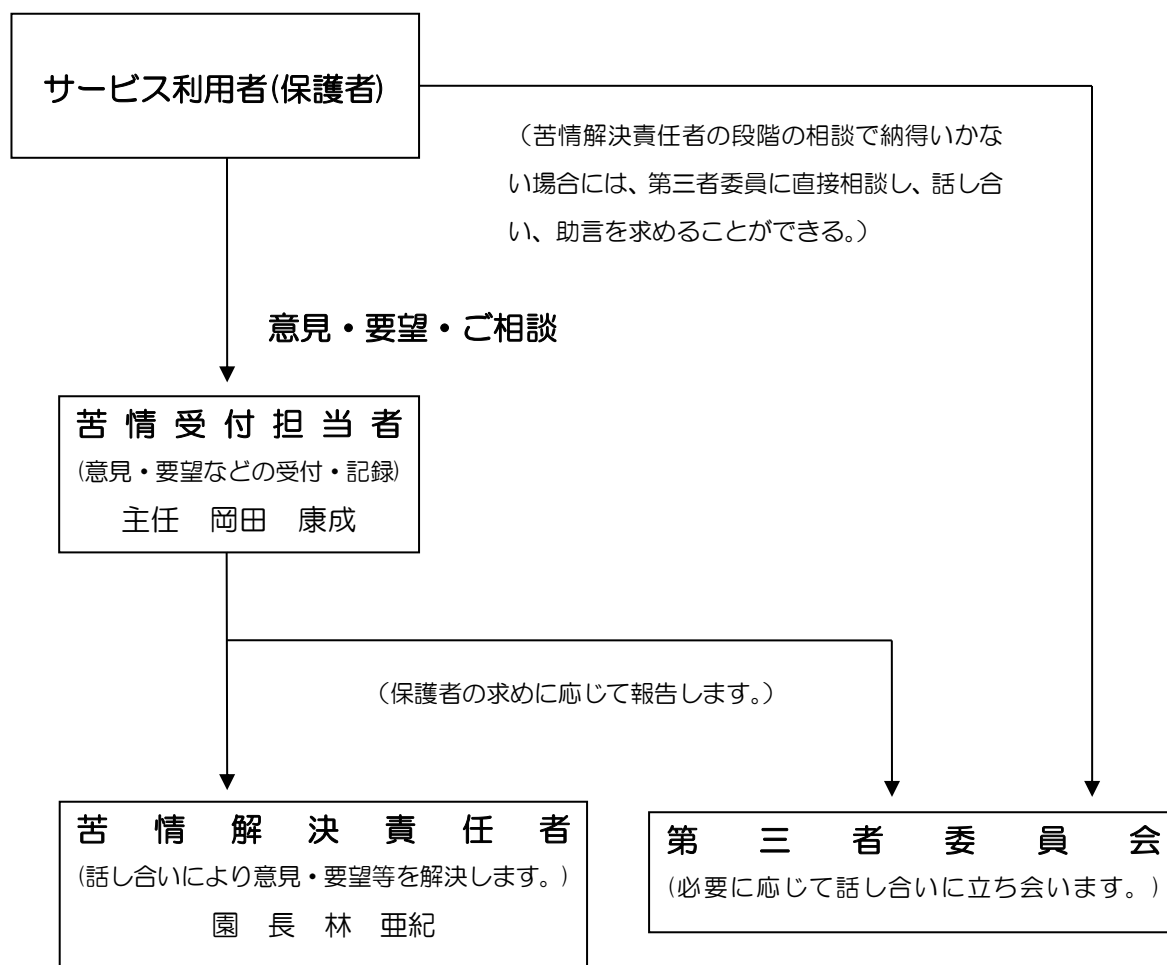 サービス利用者(保護者)
（苦情解決責任者の段階の相談で納得いかな
い場合には、第三者委員に直接相談し、話し合
い、助言を求めることができる。）
意見・要望・ご相談
苦情受付担当者
(意見・要望などの受付・記録)
主任　岡田　康成
（保護者の求めに応じて報告します。）
苦情解決責任者
(話し合いにより意見・要望等を解決します。)
園　長　林　亜紀
第三者委員会
(必要に応じて話し合いに立ち会います。)